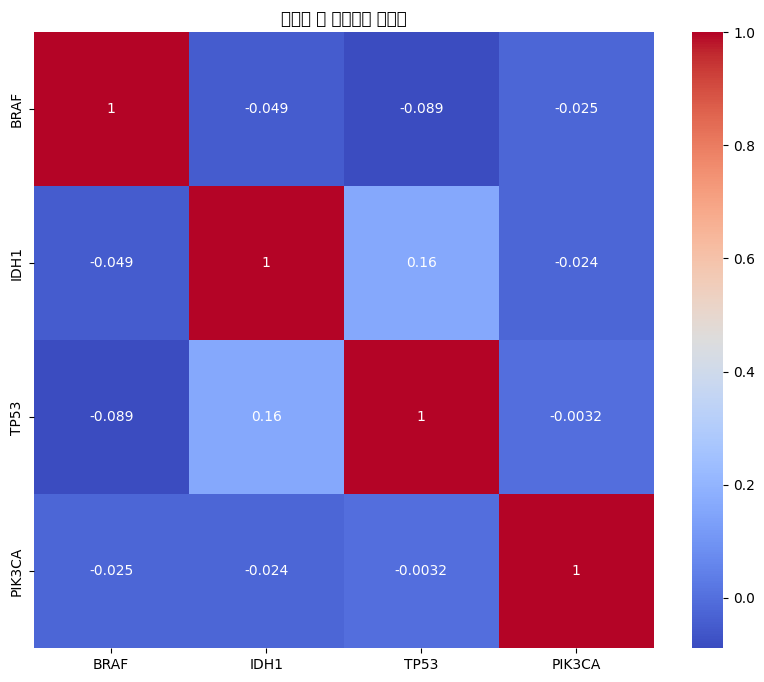 BRAF 1 -0.049 -0.089 -0.025
IDH1 -0.049 1 0.16 -0.024
TP53 -0.089 0.16 1 -0.0032
PIK3CA -0.025 -0.024 -0.0032 1
BRAF IDH1 TP53 PIK3CA
1.0
0.8
0.6
0.4
0.2
0.0